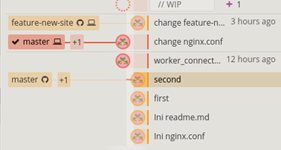 // WIP + 1
feature-new-site change feature-n... 3 hours ago
✓ master +1 change nginx.conf
worker_connect... 12 hours ago
master +1 second
first
Ini readme.md
Ini nginx.conf